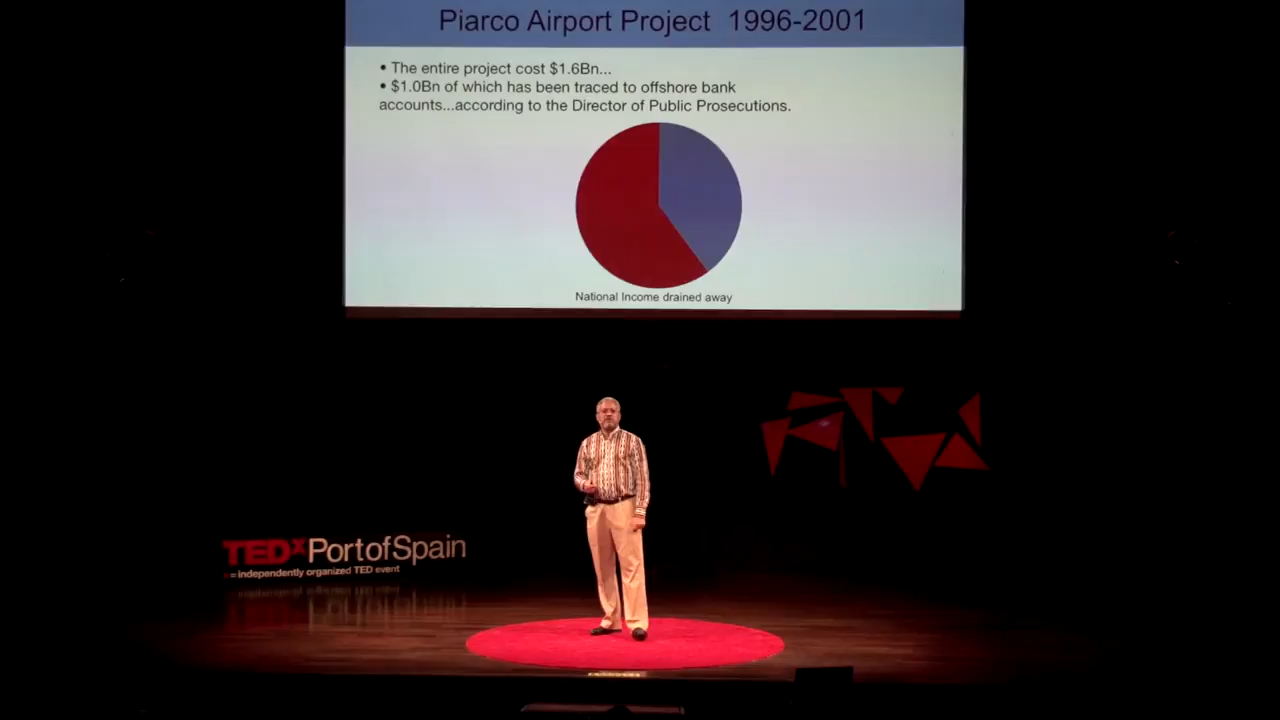 Piarco Airport Project 1996-2001
• The entire project cost $1.6Bn...
• $1.0Bn of which has been traced to offshore bank
accounts...according to the Director of Public Prosecutions.
National Income drained away
TEDxPortofSpain
x = independently organized TED event